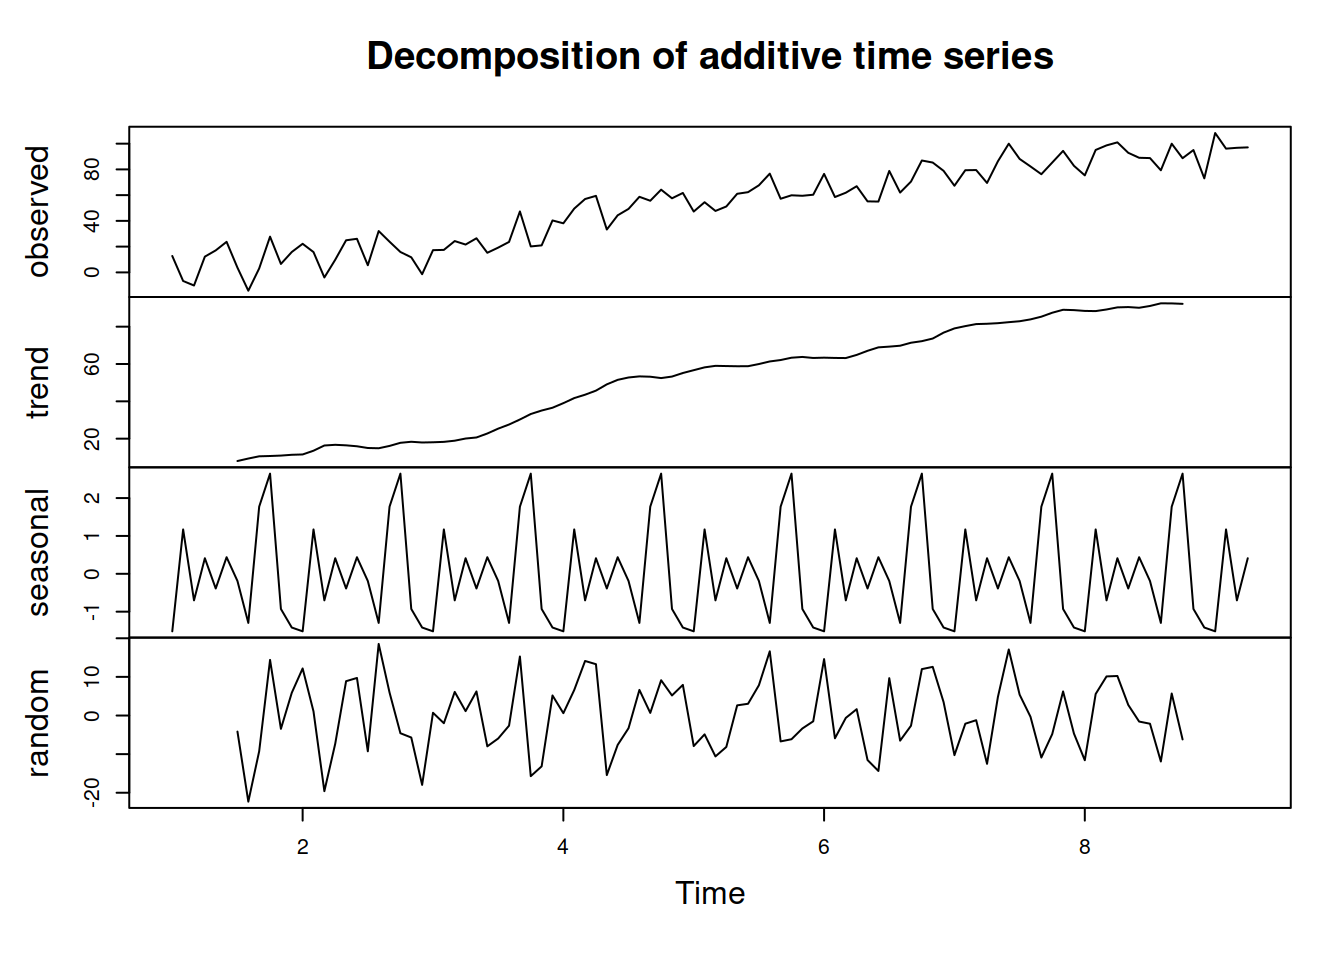 Decomposition of additive time series
observed
0 40 80
trend
20 60
seasonal
-1 0 1 2
random
-20 0 10
2 4 6 8
Time